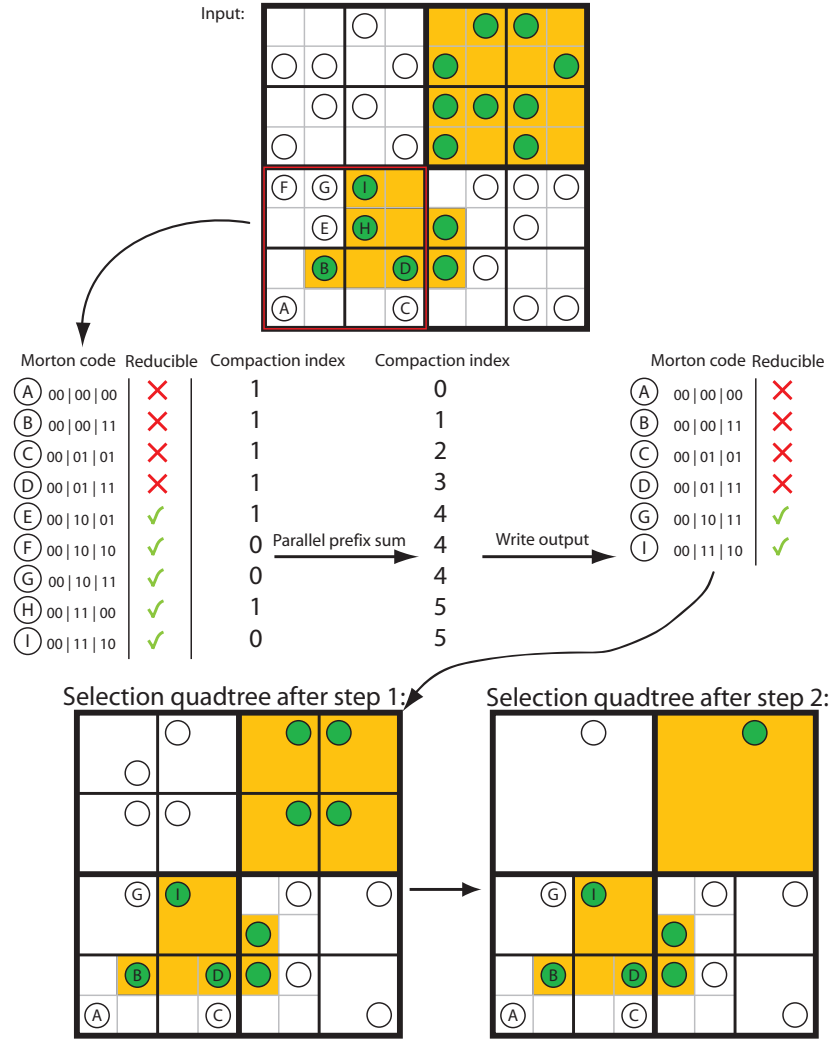 Input:
F G I
E H
B D
A C
Morton code Reducible Compaction index Compaction index Morton code Reducible
A 00|00|00 1 0 A 00|00|00
B 00|00|11 1 1 B 00|00|11
C 00|01|01 1 2 C 00|01|01
D 00|01|11 1 3 D 00|01|11
E 00|10|01 1 4 G 00|10|11
F 00|10|10 0 Parallel prefix sum 4 Write output I 00|11|10
G 00|10|11 0 4
H 00|11|00 1 5
I 00|11|10 0 5
Selection quadtree after step 1: Selection quadtree after step 2:
G I G I
B D B D
A C A C